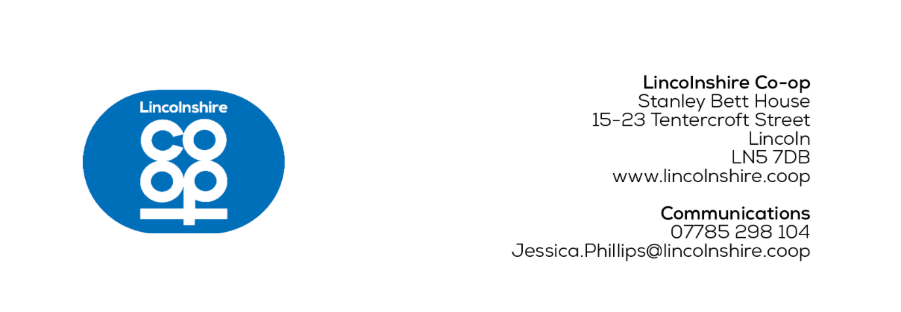 Lincolnshire
co
op
Lincolnshire Co-op
Stanley Bett House
15-23 Tentercroft Street
Lincoln
LN5 7DB
www.lincolnshire.coop
Communications
07785 298 104
Jessica.Phillips@lincolnshire.coop